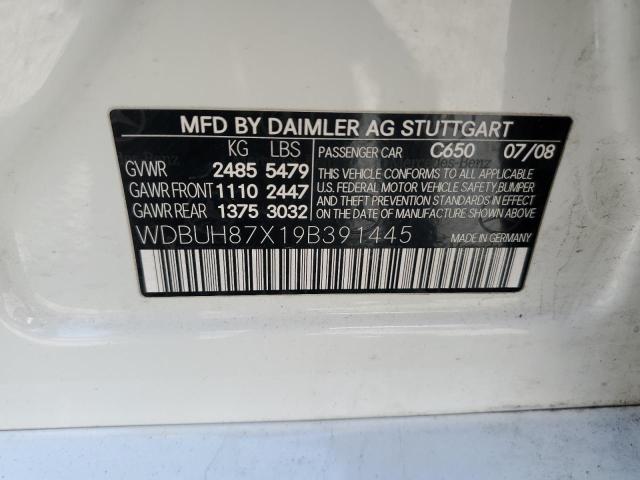 MFD BY DAIMLER AG STUTTGART
KG LBS PASSENGER CAR C650 07/08
GVWR 2485 5479
GAWR FRONT 1110 2447
GAWR REAR 1375 3032
THIS VEHICLE CONFORMS TO ALL APPLICABLE
U.S. FEDERAL MOTOR VEHICLE SAFETY, BUMPER
AND THEFT PREVENTION STANDARDS IN EFFECT
ON THE DATE OF MANUFACTURE SHOWN ABOVE.
WDBUH87X19B391445 MADE IN GERMANY
Mercedes-Benz